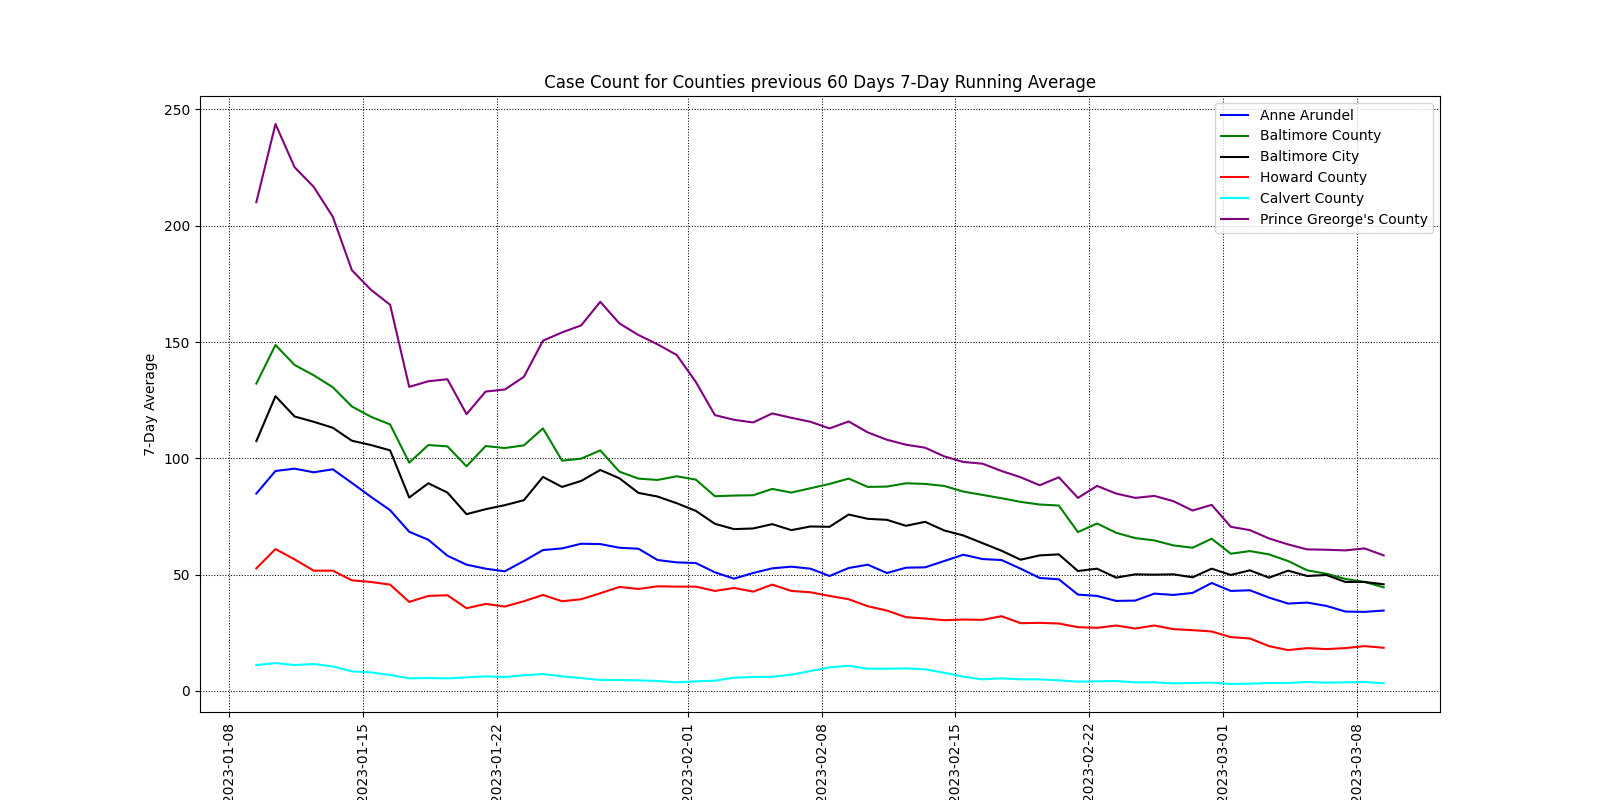 Case Count for Counties previous 60 Days 7-Day Running Average
250
200
150
100
50
0
7-Day Average
Anne Arundel
Baltimore County
Baltimore City
Howard County
Calvert County
Prince Greorge's County
2023-01-08
2023-01-15
2023-01-22
2023-02-01
2023-02-08
2023-02-15
2023-02-22
2023-03-01
2023-03-08